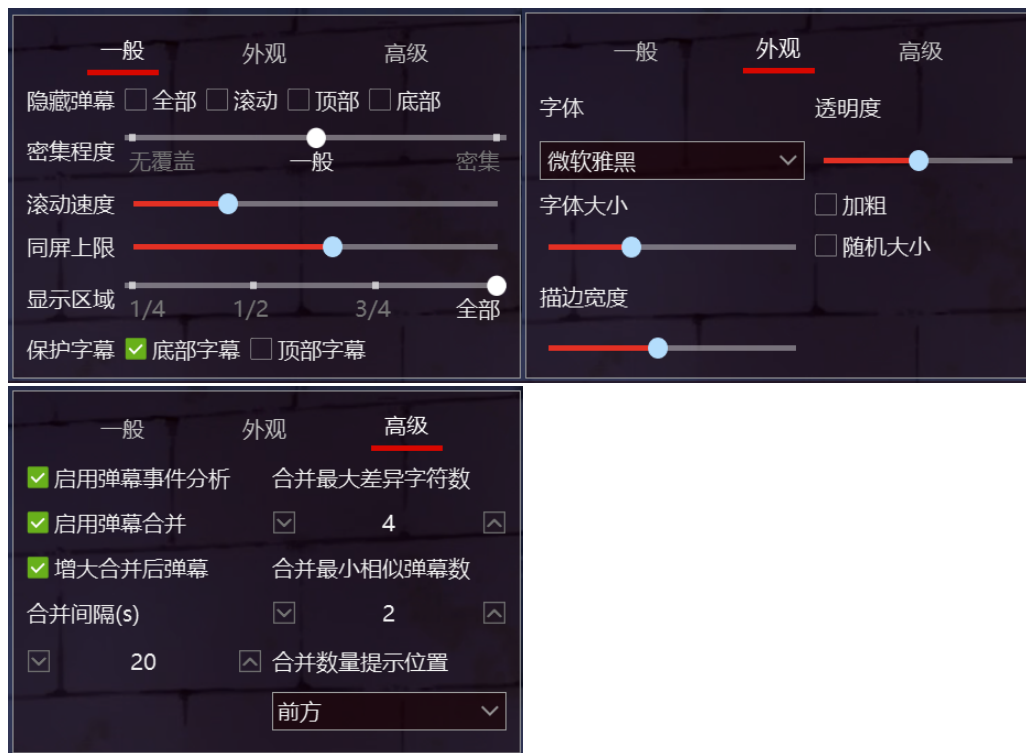 一般 外观 高级
隐藏弹幕 全部 滚动 顶部 底部
密集程度 无覆盖 一般 密集
滚动速度
同屏上限
显示区域 1/4 1/2 3/4 全部
保护字幕 底部字幕 顶部字幕
一般 外观 高级
字体 透明度
微软雅黑
字体大小 加粗
随机大小
描边宽度
一般 外观 高级
启用弹幕事件分析 合并最大差异字符数
启用弹幕合并 4
增大合并后弹幕 合并最小相似弹幕数
合并间隔(s) 2
20 合并数量提示位置
前方